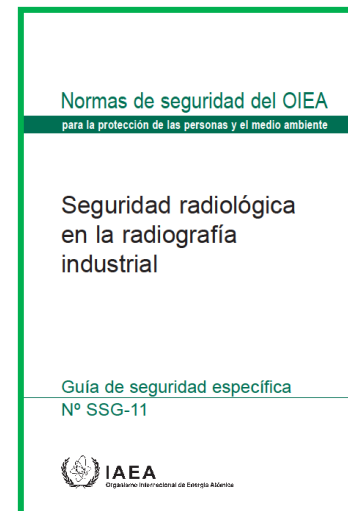 Normas de seguridad del OIEA
para la protección de las personas y el medio ambiente
Seguridad radiológica
en la radiografía
industrial
Guía de seguridad específica
Nº SSG-11
IAEA
Organismo Internacional de Energía Atómica